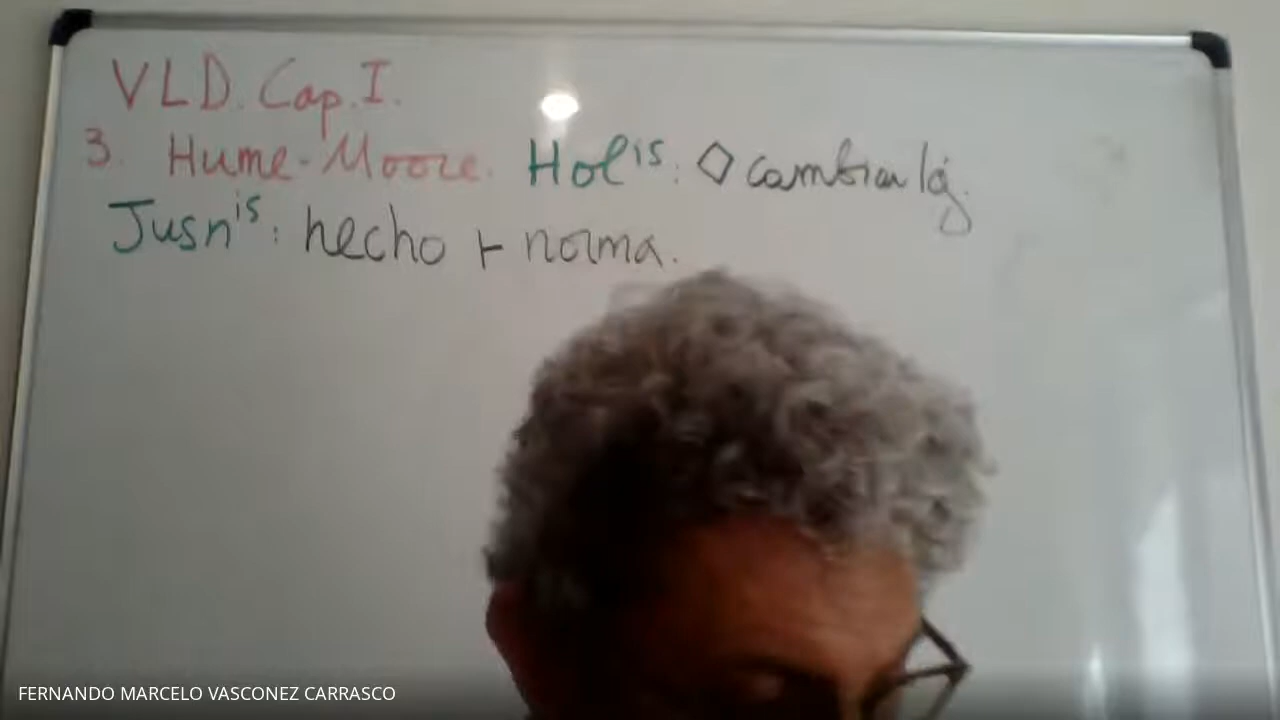 VLD. Cap. I.
3. Hume-Moore. Holis: ◇ cambiar lóg.
Jusnis: hecho ⊢ norma.
FERNANDO MARCELO VASCONEZ CARRASCO